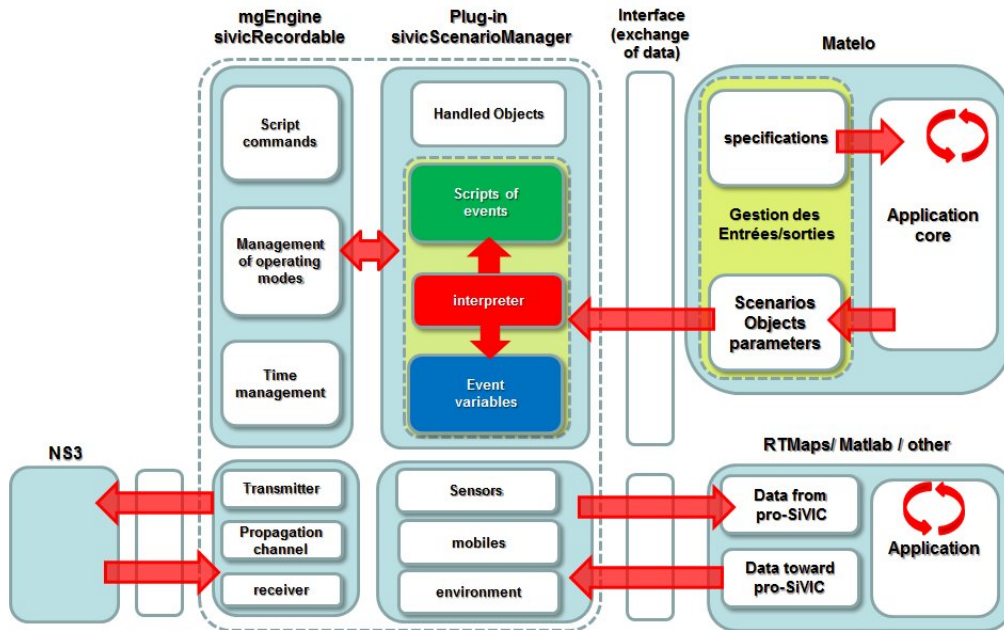 mgEngine
sivicRecordable
Plug-in
sivicScenarioManager
Interface
(exchange
of data)
Matelo
Script
commands
Management
of operating
modes
Time
management
Handled Objects
Scripts of
events
interpreter
Event
variables
specifications
Gestion des
Entrées/sorties
Scenarios
Objects
parameters
Application
core
NS3
Transmitter
Propagation
channel
receiver
Sensors
mobiles
environment
RTMaps/ Matlab / other
Data from
pro-SiVIC
Data toward
pro-SiVIC
Application